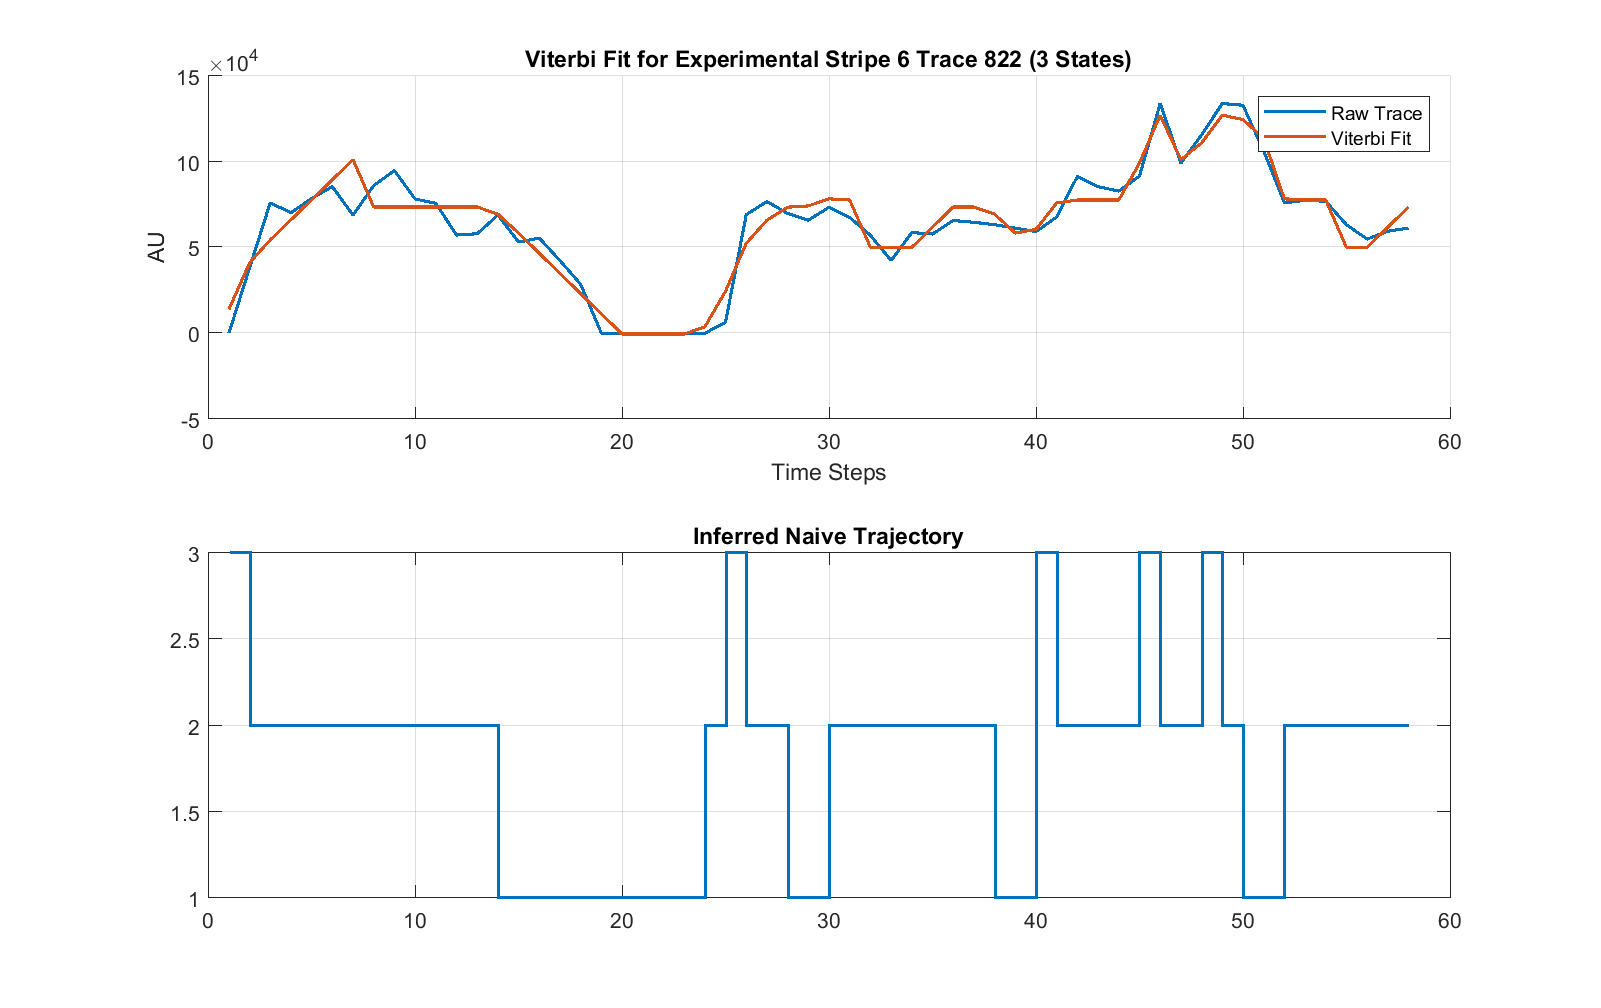 Viterbi Fit for Experimental Stripe 6 Trace 822 (3 States)
×10⁴
15
10
5
0
-5
AU
Raw Trace
Viterbi Fit
0 10 20 30 40 50 60
Time Steps
Inferred Naive Trajectory
3
2.5
2
1.5
1
0 10 20 30 40 50 60